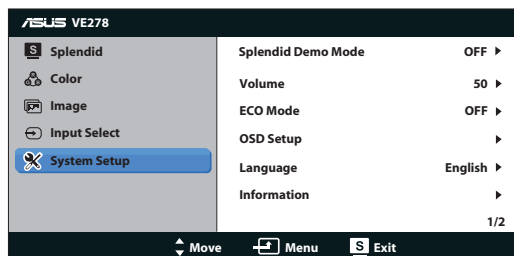 ASUS VE278
S Splendid
Color
Image
Input Select
System Setup
Splendid Demo Mode OFF
Volume 50
ECO Mode OFF
OSD Setup
Language English
Information
1/2
Move Menu S Exit